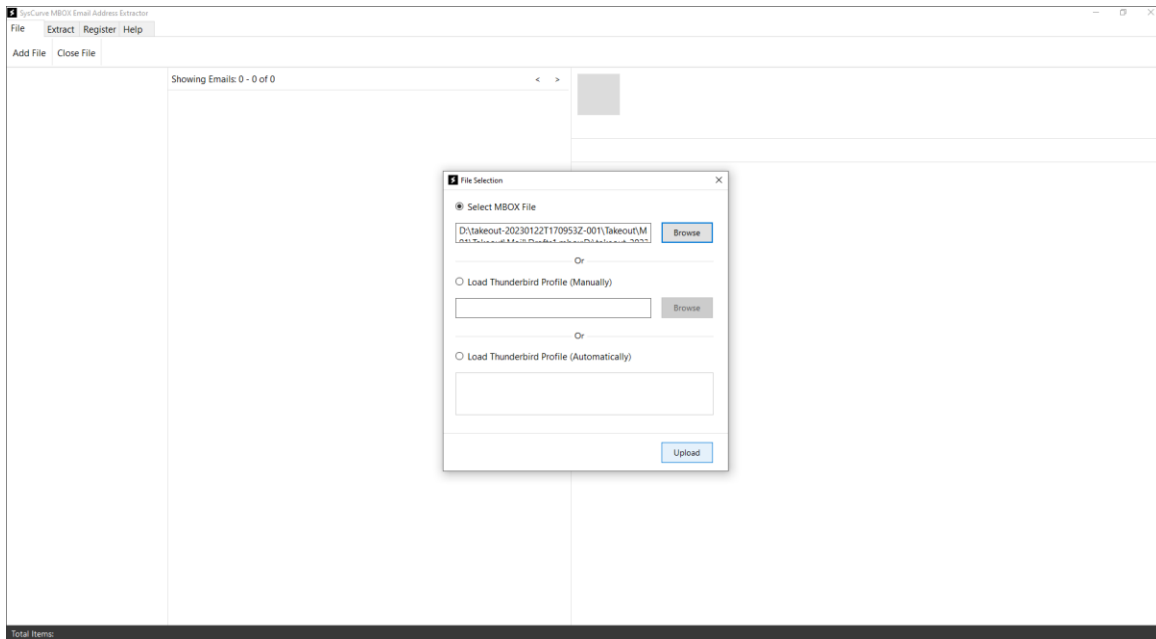 SysCurve MBOX Email Address Extractor
File Extract Register Help
Add File Close File
Showing Emails: 0 - 0 of 0 < >
File Selection
Select MBOX File
D:\takeout-20230122T170953Z-001\Takeout\M
Browse
Or
Load Thunderbird Profile (Manually)
Browse
Or
Load Thunderbird Profile (Automatically)
Upload
Total Items: